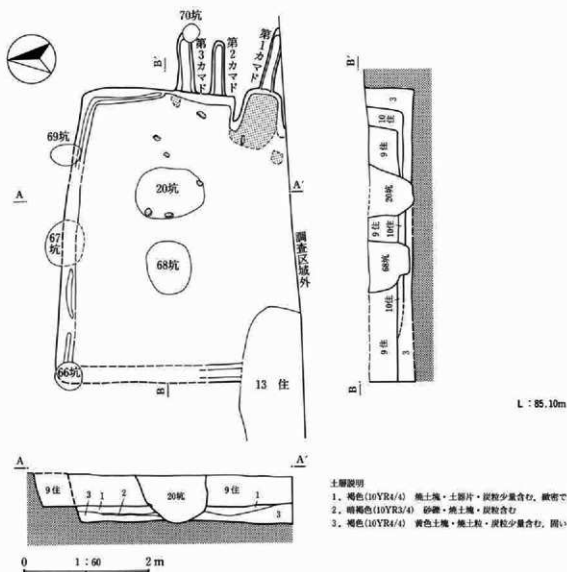 70坑
B′
第3カマド
第2カマド
第1カマド
69坑
A
A′
20坑
67坑
68坑
調査区域外
66坑
B
13 住
B′
3
10住
9住
20坑
9住
10住
68坑
10住
9住
3
B
L : 85.10m
A
A′
9住
3
1
2
20坑
9住
1
3
0
1 : 60
2 m
土層説明
1. 褐色(10YR4/4) 焼土塊・土器片・炭粒少量含む。緻密で
2. 暗褐色(10YR3/4) 砂礫・焼土塊・炭粒含む
3. 褐色(10YR4/4) 黄色土塊・焼土粒・炭粒少量含む。固い